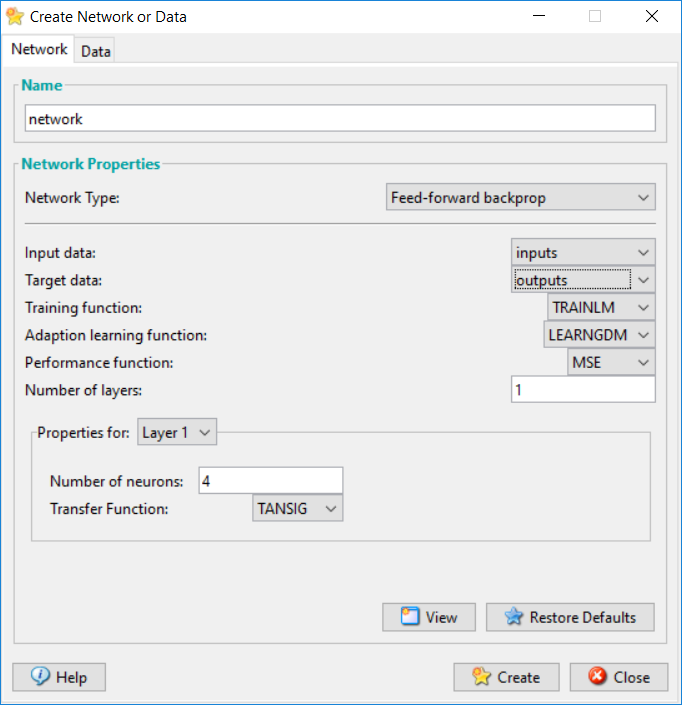 Create Network or Data
Network Data
Name
network
Network Properties
Network Type: Feed-forward backprop
Input data: inputs
Target data: outputs
Training function: TRAINLM
Adaption learning function: LEARNGDM
Performance function: MSE
Number of layers: 1
Properties for: Layer 1
Number of neurons: 4
Transfer Function: TANSIG
View Restore Defaults
Help Create Close